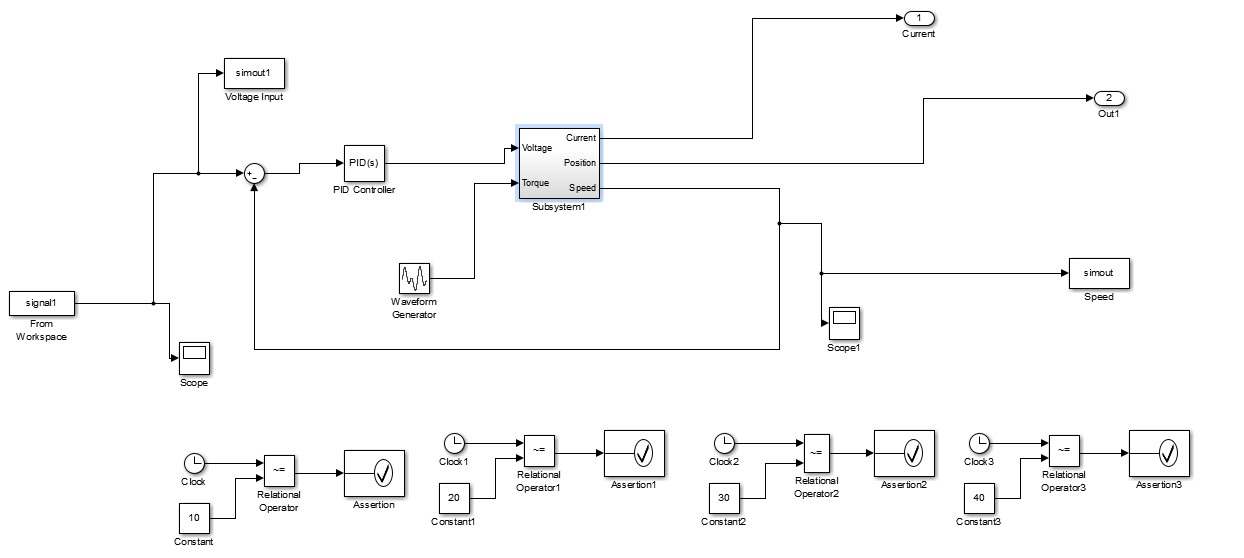 1
Current
simout1
Voltage Input
2
Out1
+
-
PID(s)
PID Controller
Voltage
Torque
Current
Position
Speed
Subsystem1
signal1
From
Workspace
Waveform
Generator
simout
Speed
Scope
Scope1
Clock
10
Constant
~=
Relational
Operator
Assertion
Clock1
20
Constant1
~=
Relational
Operator1
Assertion1
Clock2
30
Constant2
~=
Relational
Operator2
Assertion2
Clock3
40
Constant3
~=
Relational
Operator3
Assertion3